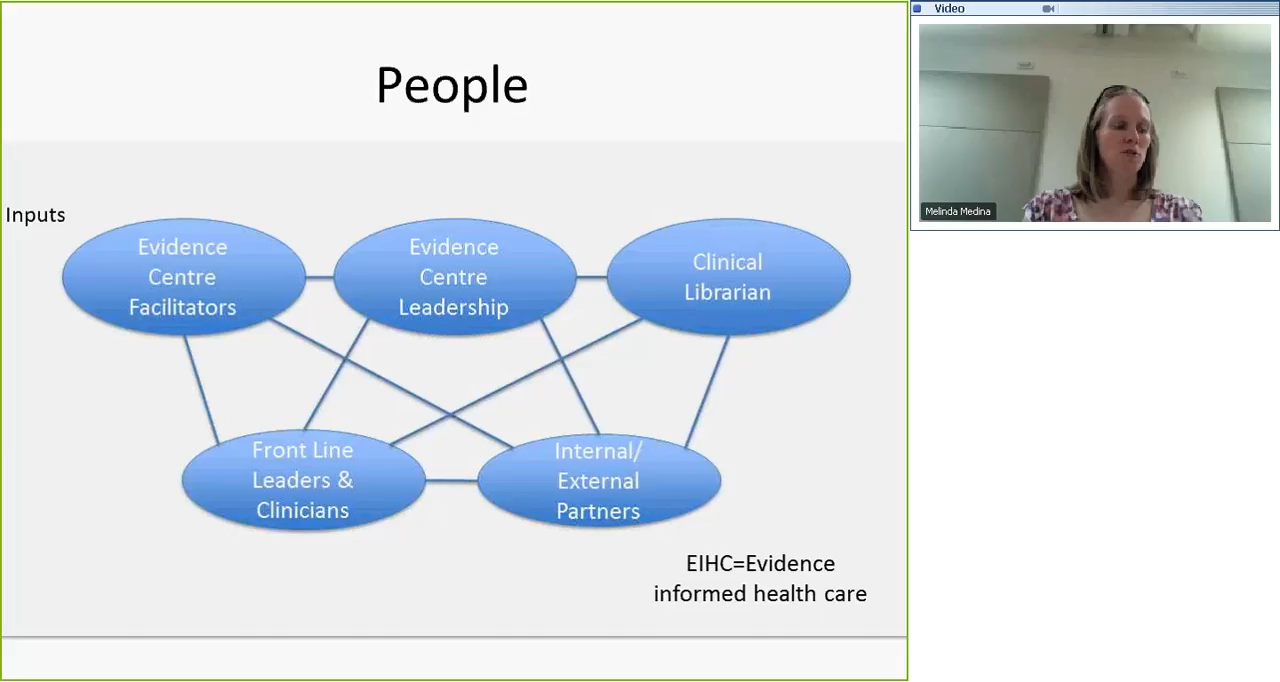 People
Inputs
Evidence
Centre
Facilitators
Evidence
Centre
Leadership
Clinical
Librarian
Front Line
Leaders &
Clinicians
Internal/
External
Partners
EIHC=Evidence
informed health care
Video
Melinda Medina